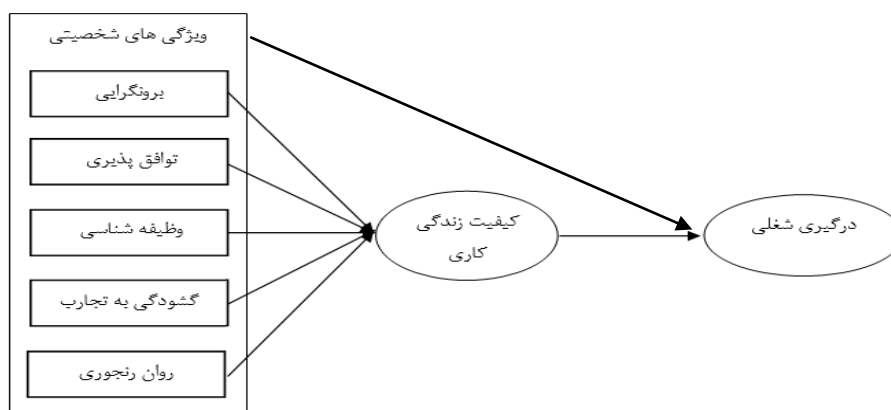 ویژگی های شخصیتی
برونگرایی
توافق پذیری
وظیفه شناسی
گشودگی به تجارب
روان رنجوری
کیفیت زندگی
کاری
درگیری شغلی